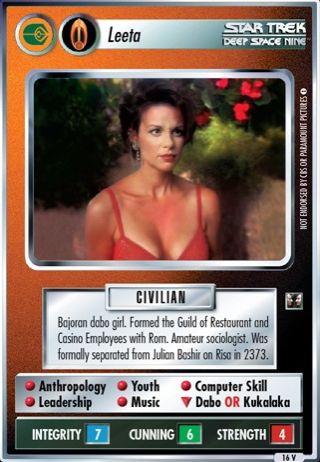 Leeta
STAR TREK
DEEP SPACE NINE
NOT ENDORSED BY CBS OR PARAMOUNT PICTURES
CIVILIAN
Bajoran dabo girl. Formed the Guild of Restaurant and
Casino Employees with Rom. Amateur sociologist. Was
formally separated from Julian Bashir on Risa in 2373.
Anthropology Youth Computer Skill
Leadership Music Dabo OR Kukalaka
INTEGRITY 7 CUNNING 6 STRENGTH 4
16 V